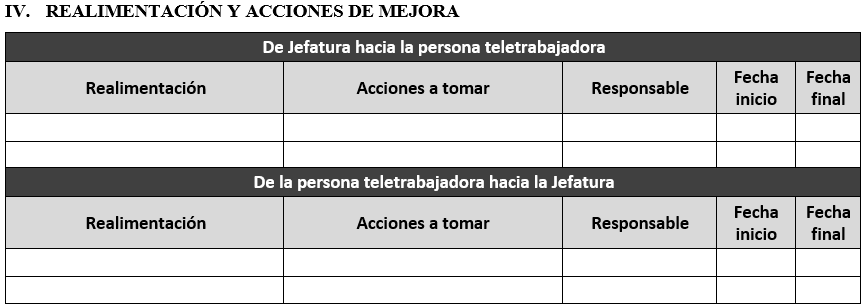 IV. REALIMENTACIÓN Y ACCIONES DE MEJORA
De Jefatura hacia la persona teletrabajadora
Realimentación Acciones a tomar Responsable Fecha inicio Fecha final
De la persona teletrabajadora hacia la Jefatura
Realimentación Acciones a tomar Responsable Fecha inicio Fecha final